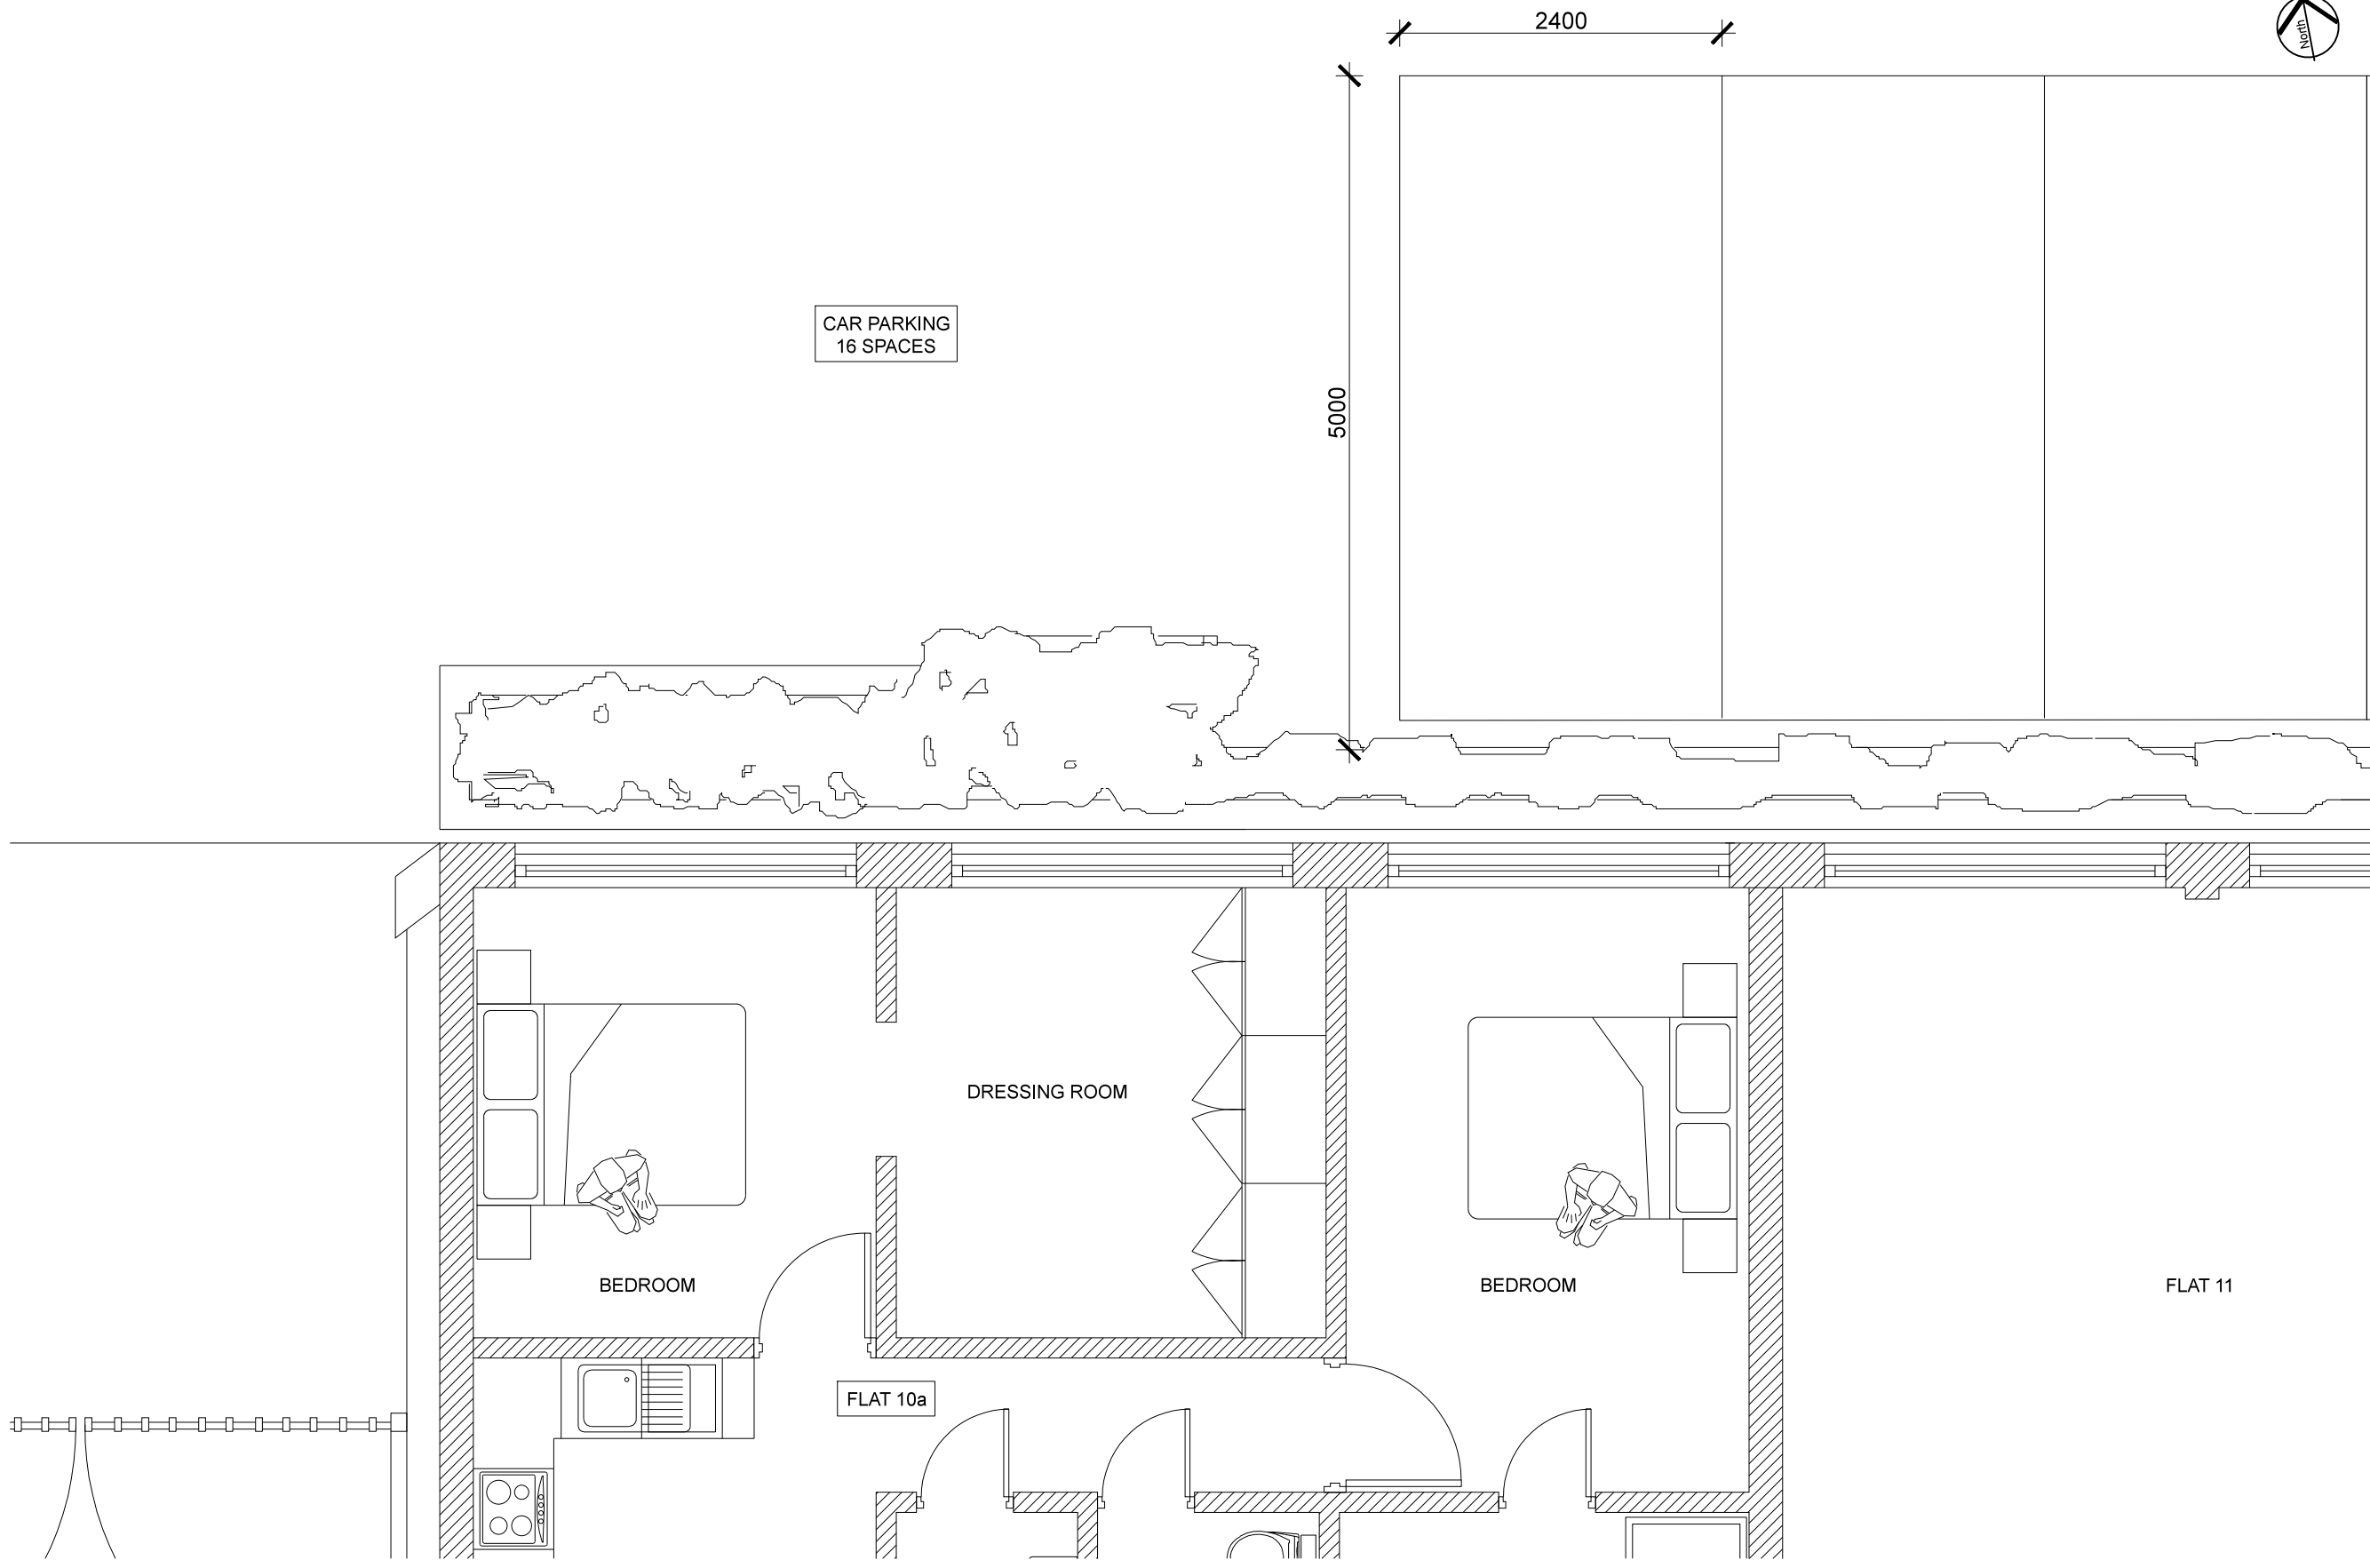 2400
North
CAR PARKING
16 SPACES
5000
DRESSING ROOM
BEDROOM
BEDROOM
FLAT 11
FLAT 10a